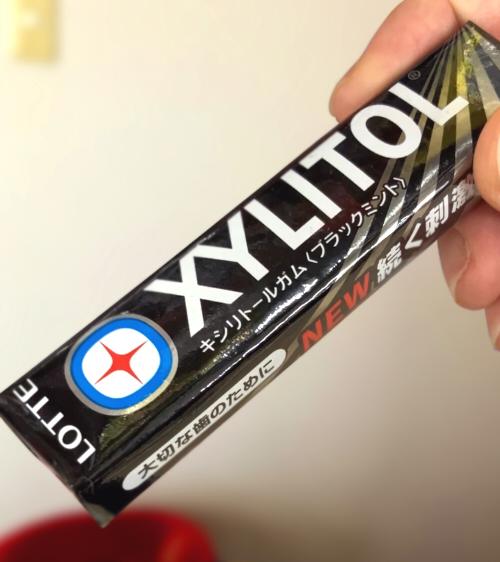 LOTTE
XYLITOL®
キシリトールガム〈ブラックミント〉
NEW 続く刺激
大切な歯のために